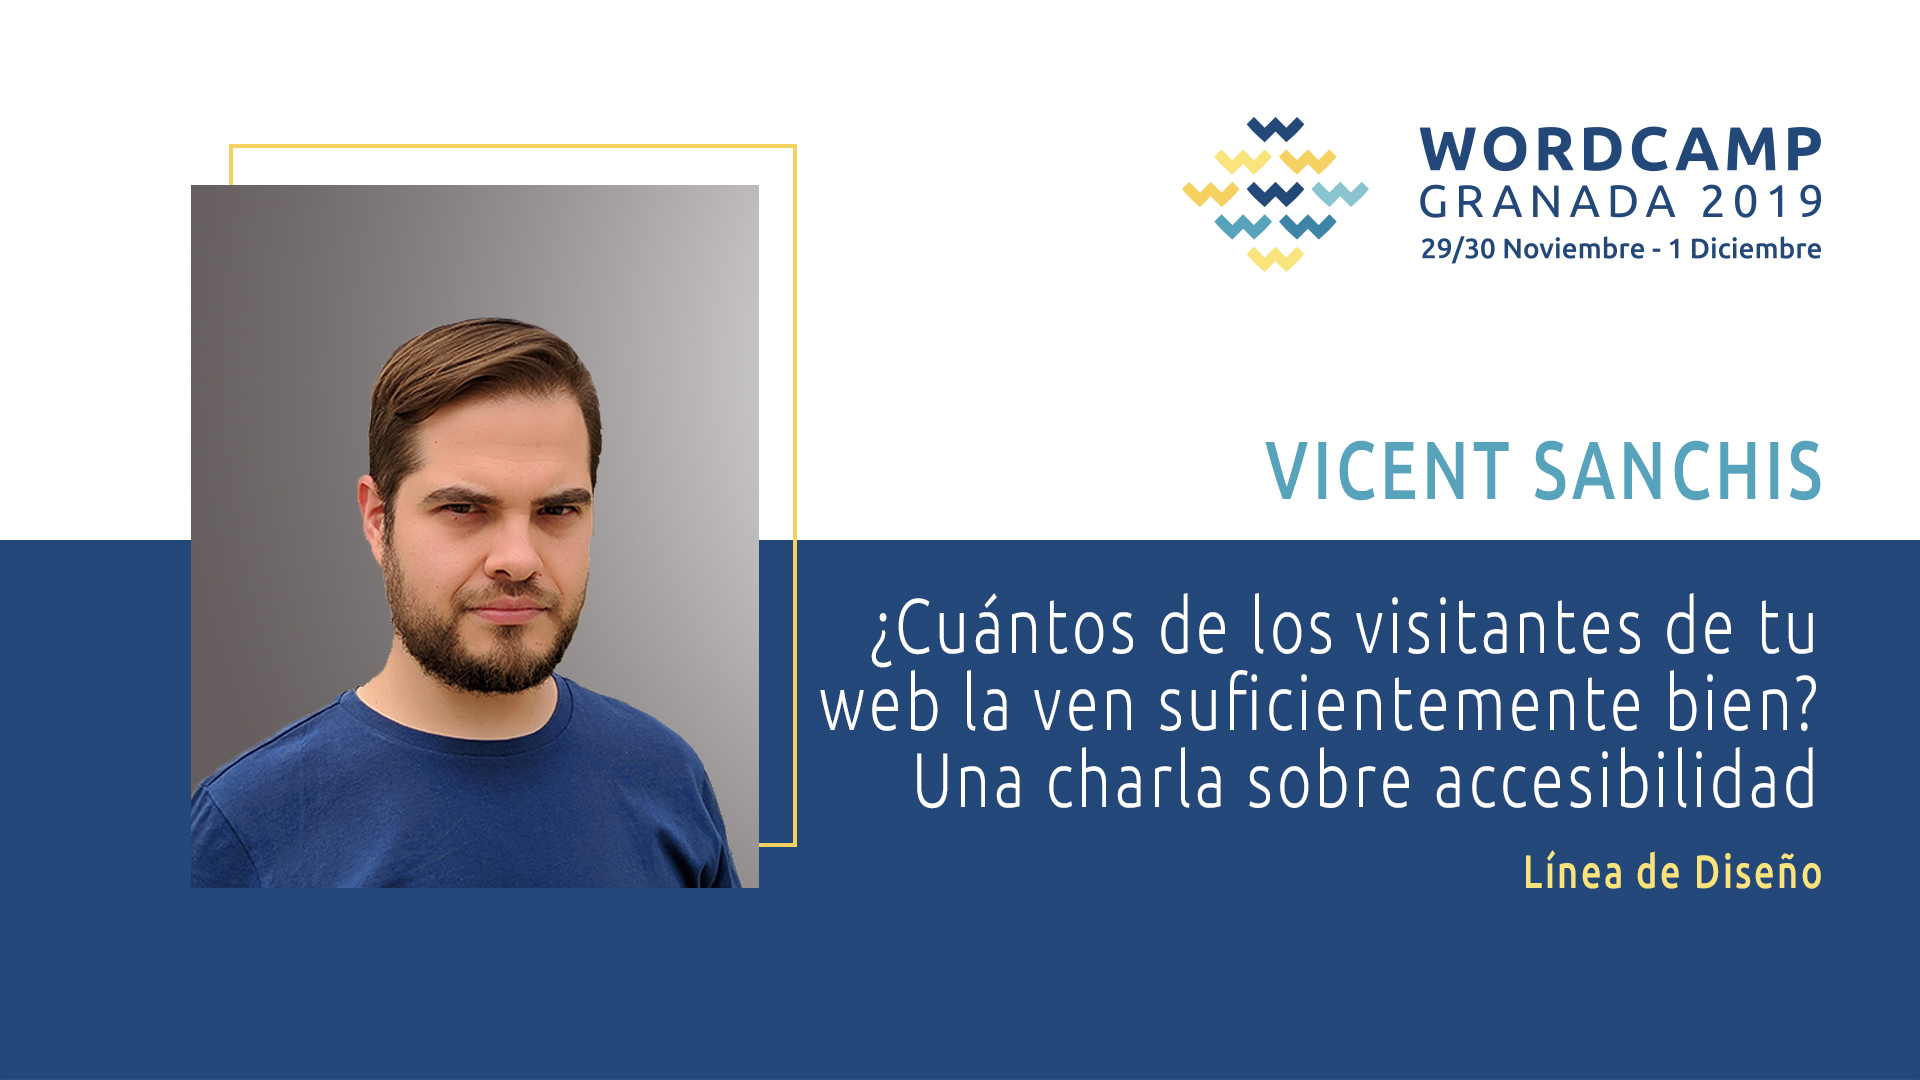 WORDCAMP
GRANADA 2019
29/30 Noviembre - 1 Diciembre
VICENT SANCHIS
¿Cuántos de los visitantes de tu
web la ven suficientemente bien?
Una charla sobre accesibilidad
Línea de Diseño